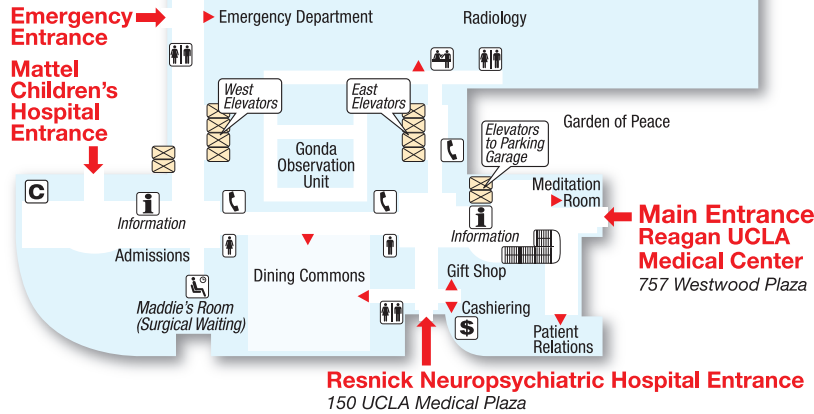 Emergency
Entrance
Emergency Department
Radiology
Mattel
Children's
Hospital
Entrance
West
Elevators
East
Elevators
Elevators
to Parking
Garage
Garden of Peace
Gonda
Observation
Unit
C
i
Information
Meditation
Room
i
Information
Main Entrance
Reagan UCLA
Medical Center
757 Westwood Plaza
Admissions
Dining Commons
Gift Shop
Maddie's Room
(Surgical Waiting)
Cashiering
$
Patient
Relations
Resnick Neuropsychiatric Hospital Entrance
150 UCLA Medical Plaza